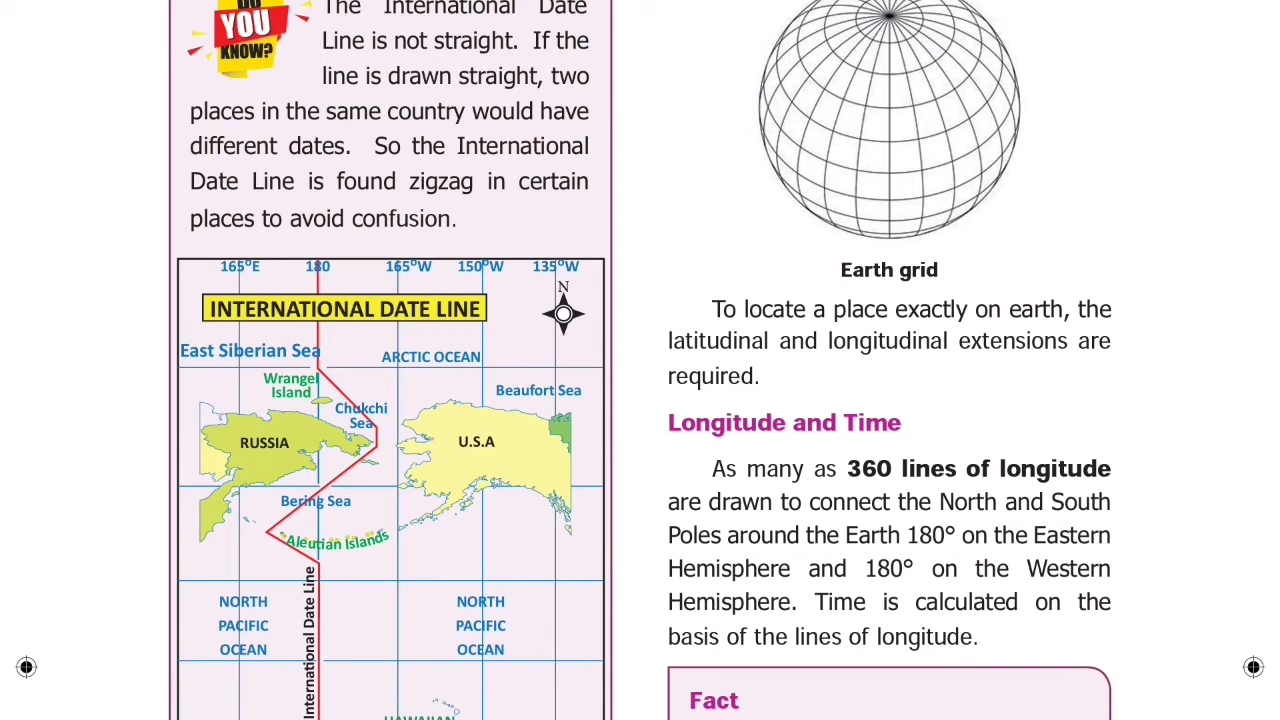 DO
YOU
KNOW?
The International Date
Line is not straight. If the
line is drawn straight, two
places in the same country would have
different dates. So the International
Date Line is found zigzag in certain
places to avoid confusion.
165°E 180 165°W 150°W 135°W
N
INTERNATIONAL DATE LINE
East Siberian Sea
ARCTIC OCEAN
Wrangel
Island
Beaufort Sea
Chukchi
Sea
RUSSIA
U.S.A
Bering Sea
Aleutian Islands
International Date Line
NORTH
PACIFIC
OCEAN
NORTH
PACIFIC
OCEAN
HAWAIIAN
Earth grid
To locate a place exactly on earth, the
latitudinal and longitudinal extensions are
required.
Longitude and Time
As many as 360 lines of longitude
are drawn to connect the North and South
Poles around the Earth 180° on the Eastern
Hemisphere and 180° on the Western
Hemisphere. Time is calculated on the
basis of the lines of longitude.
Fact